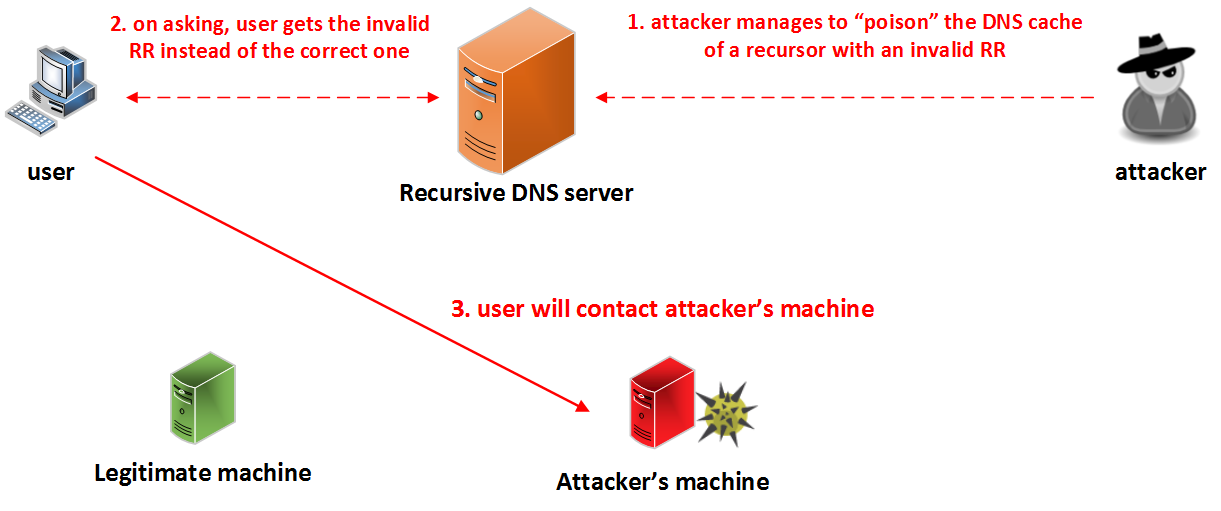 2. on asking, user gets the invalid
RR instead of the correct one
1. attacker manages to “poison” the DNS cache
of a recursor with an invalid RR
user
Recursive DNS server
attacker
3. user will contact attacker’s machine
Legitimate machine
Attacker’s machine